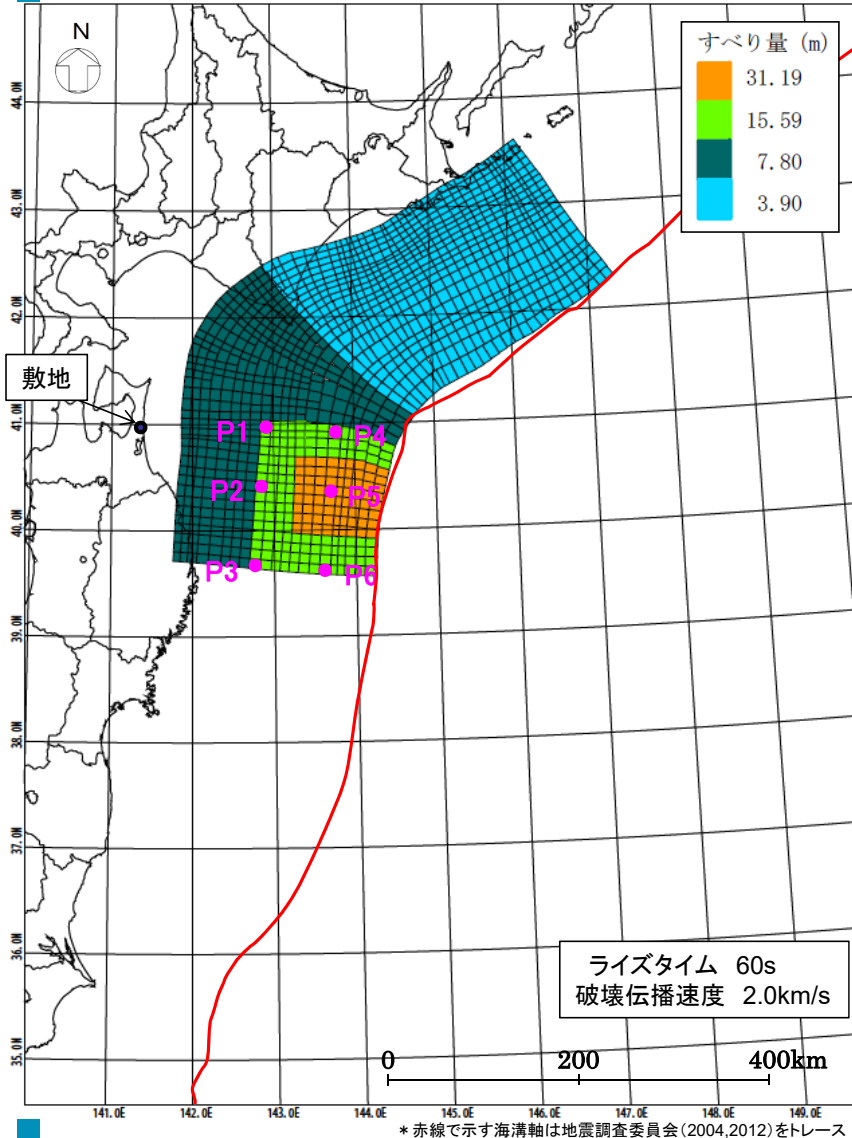 N
すべり量 (m)
31.19
15.59
7.80
3.90
44.0N
43.0N
42.0N
41.0N
40.0N
39.0N
38.0N
37.0N
36.0N
35.0N
敷地
P1
P4
P2
P5
P3
P6
ライズタイム 60s
破壊伝播速度 2.0km/s
0 200 400km
141.0E 142.0E 143.0E 144.0E 145.0E 146.0E 147.0E 148.0E 149.0E
*赤線で示す海溝軸は地震調査委員会(2004,2012)をトレース